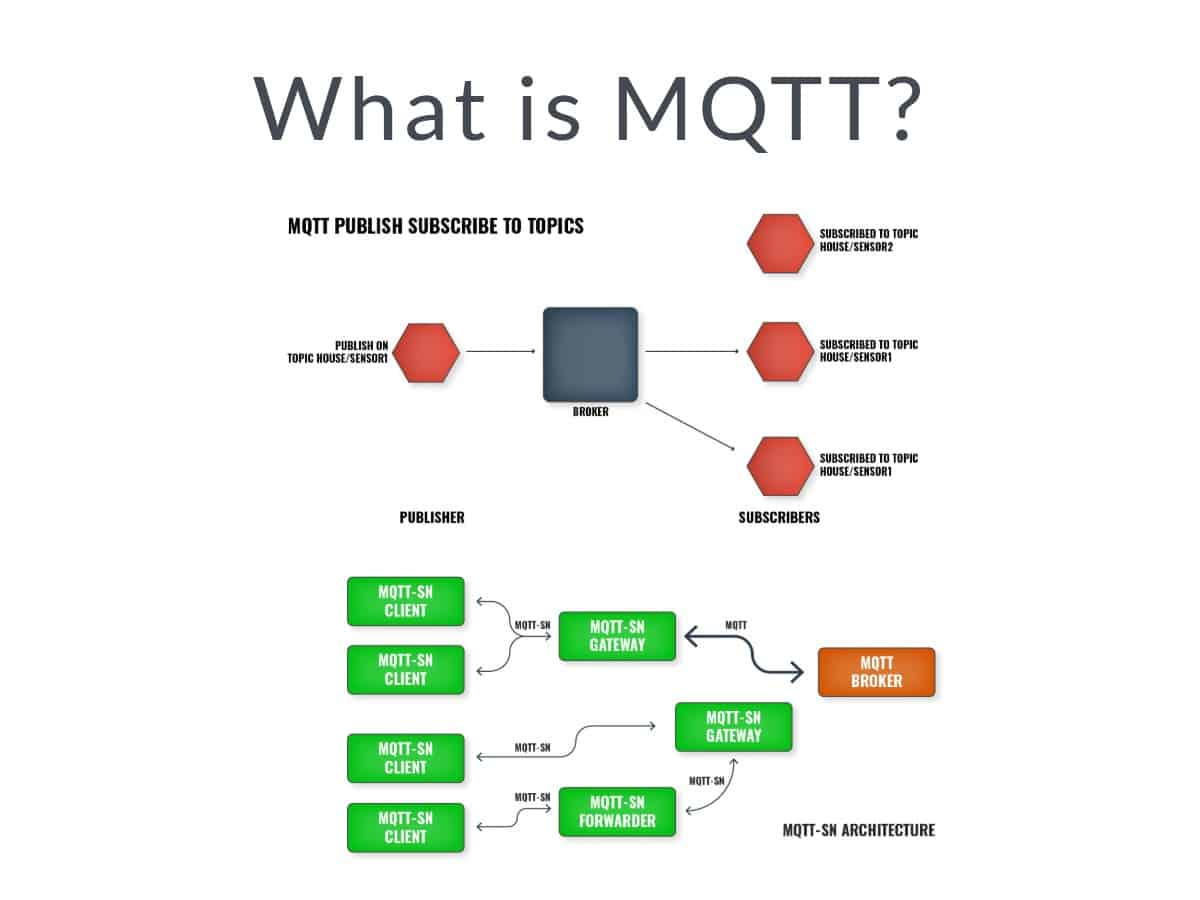 What is MQTT?
MQTT PUBLISH SUBSCRIBE TO TOPICS
SUBSCRIBED TO TOPIC
HOUSE/SENSOR2
PUBLISH ON
TOPIC HOUSE/SENSOR1
SUBSCRIBED TO TOPIC
HOUSE/SENSOR1
BROKER
SUBSCRIBED TO TOPIC
HOUSE/SENSOR1
PUBLISHER
SUBSCRIBERS
MQTT-SN
CLIENT
MQTT-SN
MQTT-SN
GATEWAY
MQTT
MQTT-SN
CLIENT
MQTT
BROKER
MQTT-SN
CLIENT
MQTT-SN
MQTT-SN
GATEWAY
MQTT-SN
MQTT-SN
CLIENT
MQTT-SN
MQTT-SN
FORWARDER
MQTT-SN ARCHITECTURE